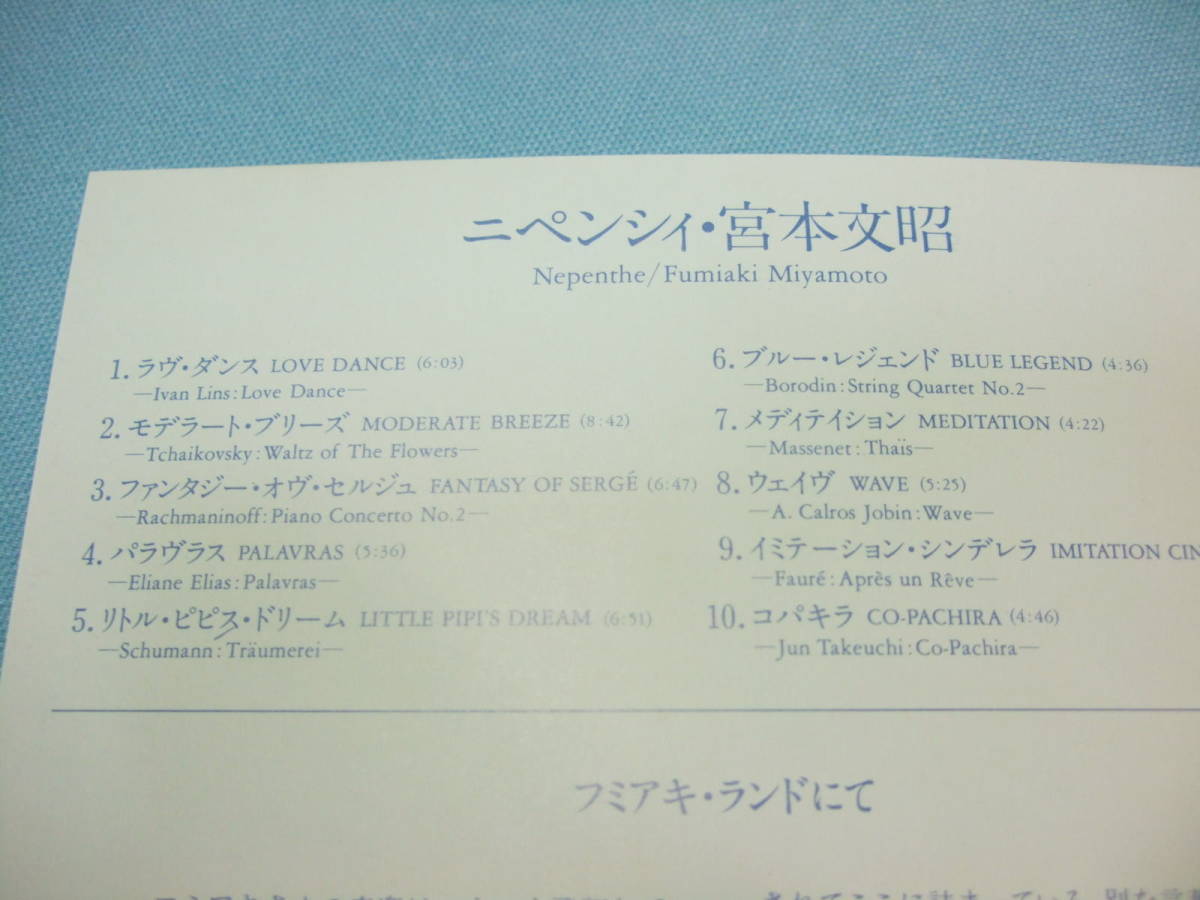 ニペンシィ・宮本文昭
Nepenthe/Fumiaki Miyamoto
1. ラヴ・ダンス LOVE DANCE (6:03)
—Ivan Lins:Love Dance—
2. モデラート・ブリーズ MODERATE BREEZE (8:42)
—Tchaikovsky:Waltz of The Flowers—
3. ファンタジー・オヴ・セルジュ FANTASY OF SERGÉ (6:47)
—Rachmaninoff:Piano Concerto No.2—
4. パラヴラス PALAVRAS (5:36)
—Eliane Elias:Palavras—
5. リトル・ピピス・ドリーム LITTLE PIPI'S DREAM (6:51)
—Schumann:Träumerei—
6. ブルー・レジェンド BLUE LEGEND (4:36)
—Borodin:String Quartet No.2—
7. メディテイション MEDITATION (4:22)
—Massenet:Thaïs—
8. ウェイヴ WAVE (5:25)
—A. Calros Jobin:Wave—
9. イミテーション・シンデレラ IMITATION CIN
—Fauré:Après un Rêve—
10. コパキラ CO-PACHIRA (4:46)
—Jun Takeuchi:Co-Pachira—
フミアキ・ランドにて